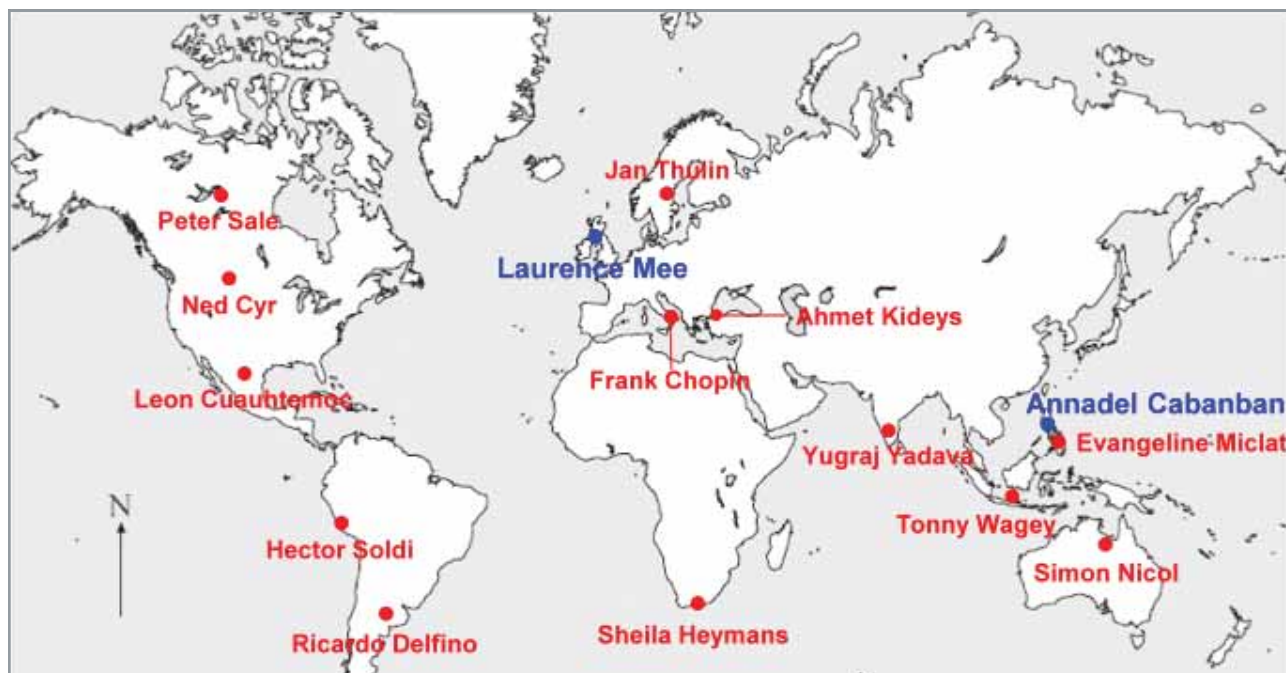 Jan Thulin
Peter Sale
Laurence Mee
Ned Cyr
Ahmet Kideys
Frank Chopin
Leon Cuauhtemoc
Annadel Cabanban
Evangeline Miclat
Yugraj Yadava
N
Tonny Wagey
Hector Soldi
Simon Nicol
Sheila Heymans
Ricardo Delfino